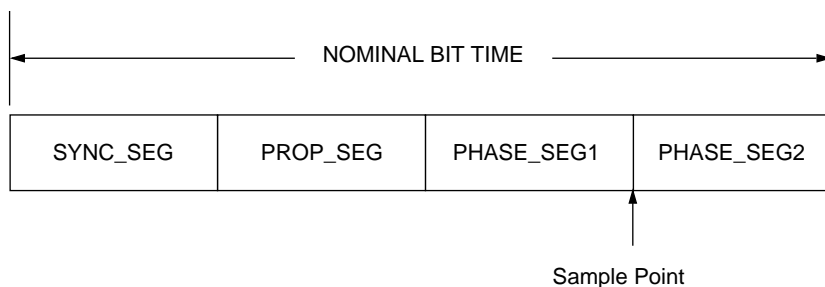 NOMINAL BIT TIME
SYNC_SEG PROP_SEG PHASE_SEG1 PHASE_SEG2
Sample Point